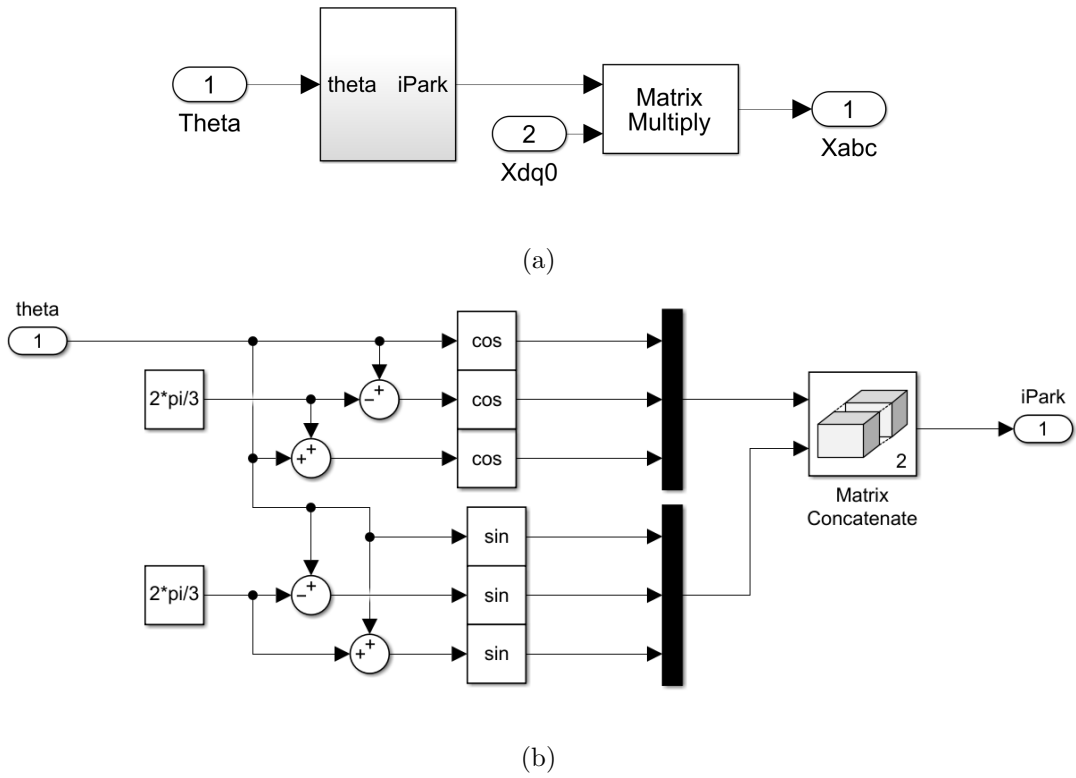 1
Theta
theta iPark
2
Xdq0
Matrix
Multiply
1
Xabc
(a)
theta
1
2*pi/3
− +
+ +
cos
cos
cos
2*pi/3
− +
+ +
sin
sin
sin
2
Matrix
Concatenate
iPark
1
(b)